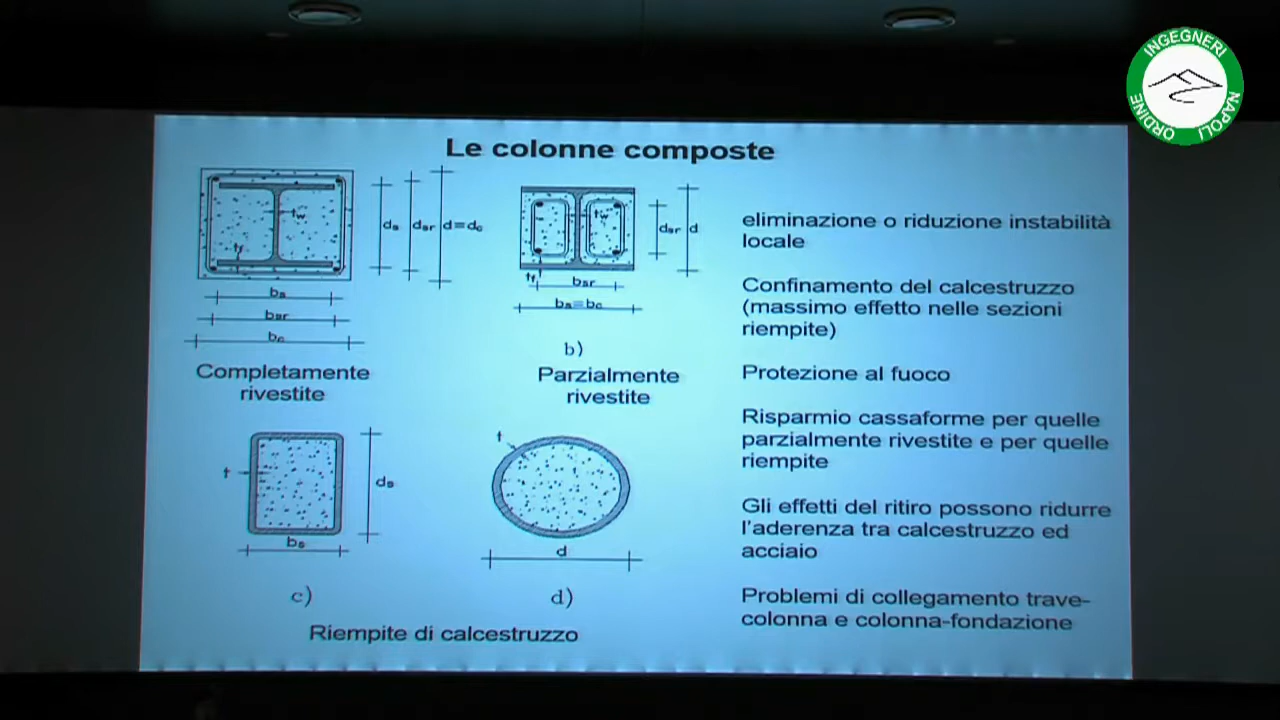 INGEGNERI
NAPOLI
ORDINE
Le colonne composte
tw
tf
ds
dsr
d=dc
bs
bsr
bc
tw
tf
dsr
d
bsr
bs=bc
b)
Completamente
rivestite
Parzialmente
rivestite
t
ds
bs
t
d
c)
d)
Riempite di calcestruzzo
eliminazione o riduzione instabilità
locale
Confinamento del calcestruzzo
(massimo effetto nelle sezioni
riempite)
Protezione al fuoco
Risparmio cassaforme per quelle
parzialmente rivestite e per quelle
riempite
Gli effetti del ritiro possono ridurre
l'aderenza tra calcestruzzo ed
acciaio
Problemi di collegamento trave-
colonna e colonna-fondazione